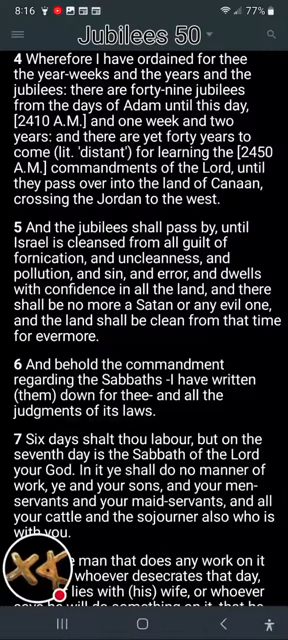 8:16
77%
Jubilees 50
4 Wherefore I have ordained for thee
the year-weeks and the years and the
jubilees: there are forty-nine jubilees
from the days of Adam until this day,
[2410 A.M.] and one week and two
years: and there are yet forty years to
come (lit. 'distant') for learning the [2450
A.M.] commandments of the Lord, until
they pass over into the land of Canaan,
crossing the Jordan to the west.
5 And the jubilees shall pass by, until
Israel is cleansed from all guilt of
fornication, and uncleanness, and
pollution, and sin, and error, and dwells
with confidence in all the land, and there
shall be no more a Satan or any evil one,
and the land shall be clean from that time
for evermore.
6 And behold the commandment
regarding the Sabbaths -I have written
(them) down for thee- and all the
judgments of its laws.
7 Six days shalt thou labour, but on the
seventh day is the Sabbath of the Lord
your God. In it ye shall do no manner of
work, ye and your sons, and your men-
servants and your maid-servants, and all
your cattle and the sojourner also who is
with you.
man that does any work on it
whoever desecrates that day,
lies with (his) wife, or whoever
says he will do something on it, that he